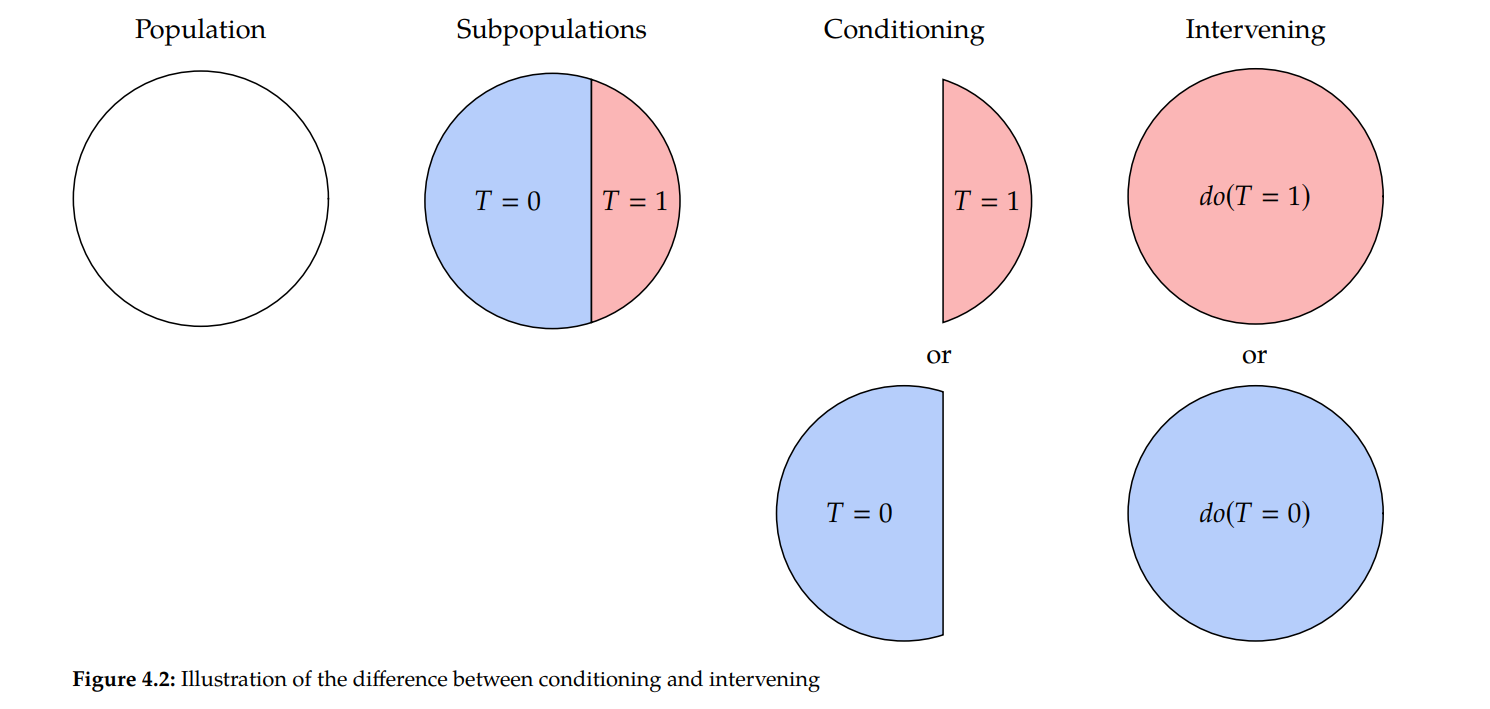 Population Subpopulations Conditioning Intervening
T = 0 T = 1 T = 1 do(T = 1)
or or
T = 0 do(T = 0)
Figure 4.2: Illustration of the difference between conditioning and intervening